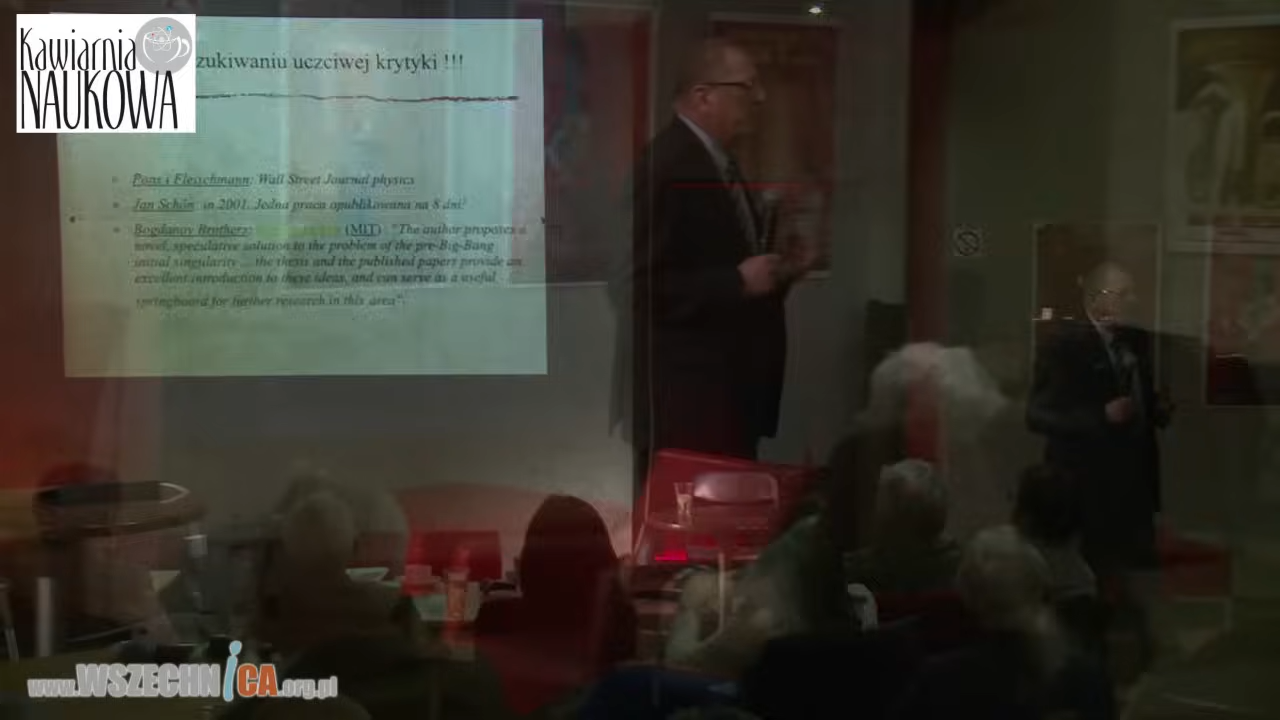 Kawiarnia
NAUKOWA
zukiwaniu uczciwej krytyki !!!
Pons i Fleischmann: Wall Street Journal physics
Jan Schön: in 2001. Jedna praca opublikowana na 8 dni!
Bogdanov Brothers: (MIT) "The author proposes a
novel, speculative solution to the problem of the pre-Big-Bang
initial singularity ... the thesis and the published papers provide an
excellent introduction to these ideas, and can serve as a useful
springboard for further research in this area".
www.WSZECHNICA.org.pl